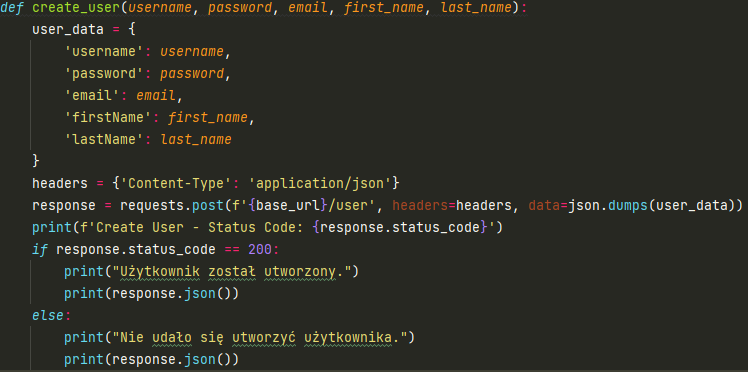 def create_user(username, password, email, first_name, last_name):
    user_data = {
        'username': username,
        'password': password,
        'email': email,
        'firstName': first_name,
        'lastName': last_name
    }
    headers = {'Content-Type': 'application/json'}
    response = requests.post(f'{base_url}/user', headers=headers, data=json.dumps(user_data))
    print(f'Create User - Status Code: {response.status_code}')
    if response.status_code == 200:
        print("Użytkownik został utworzony.")
        print(response.json())
    else:
        print("Nie udało się utworzyć użytkownika.")
        print(response.json())